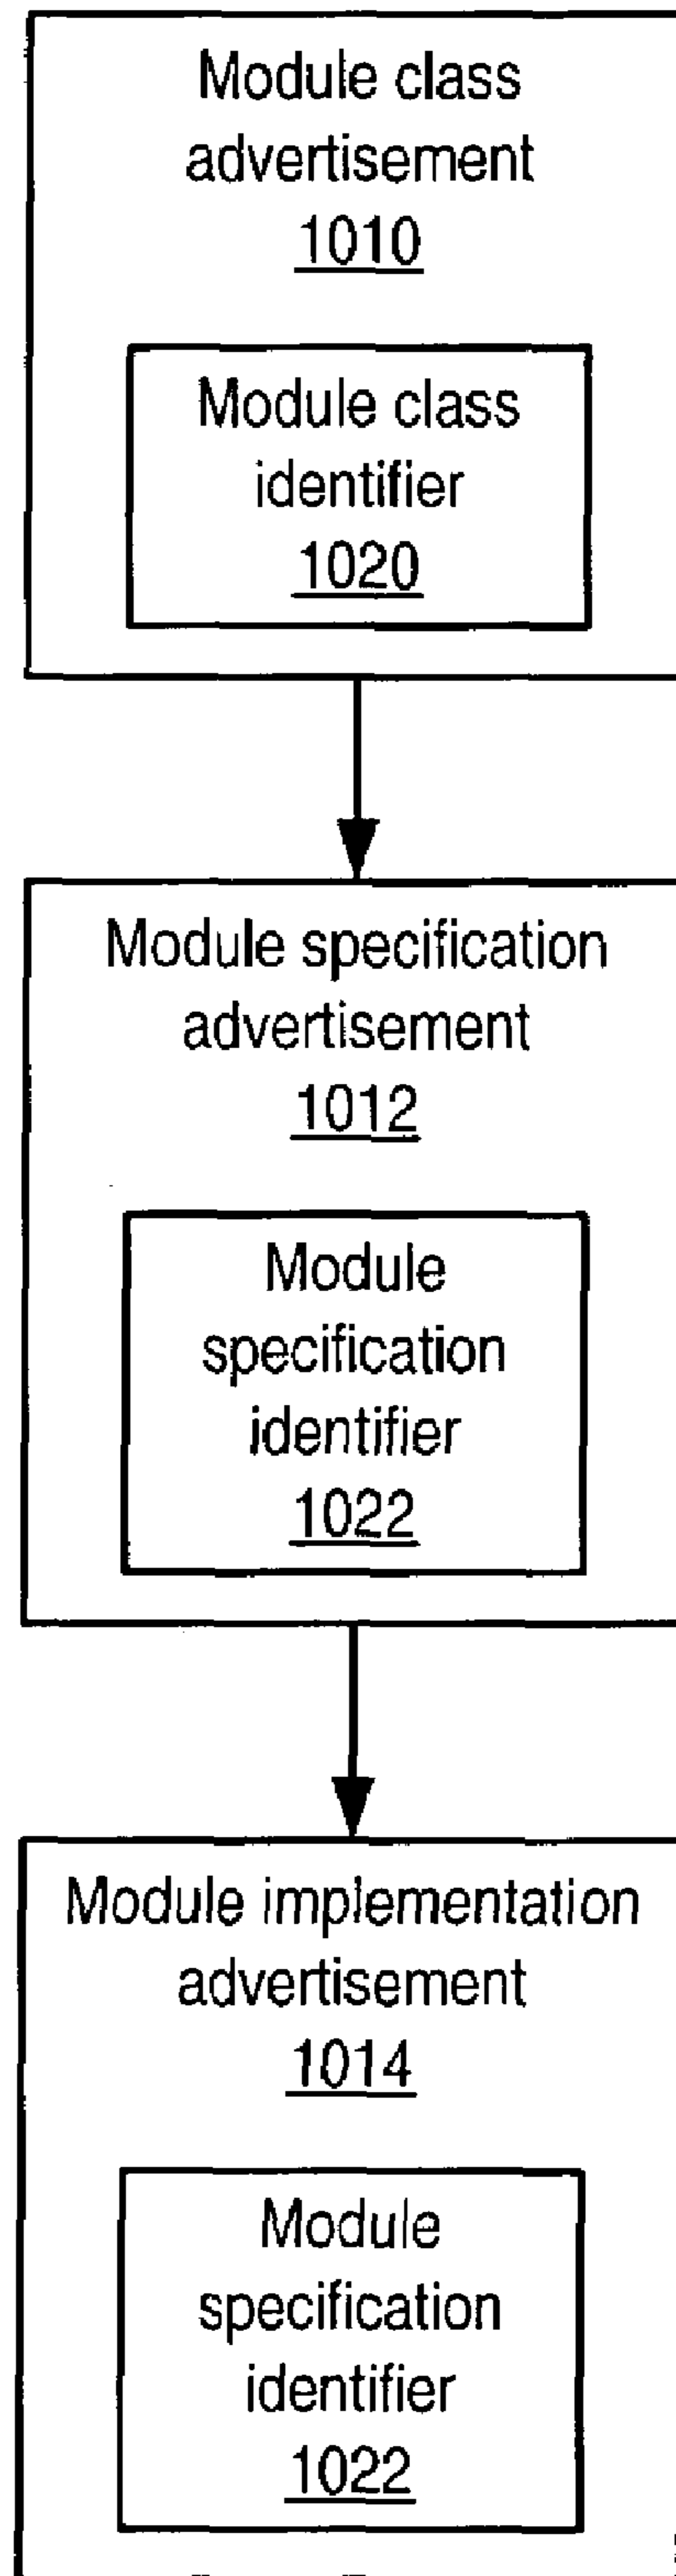 Module class
advertisement
1010
Module class
identifier
1020
Module specification
advertisement
1012
Module
specification
identifier
1022
Module implementation
advertisement
1014
Module
specification
identifier
1022